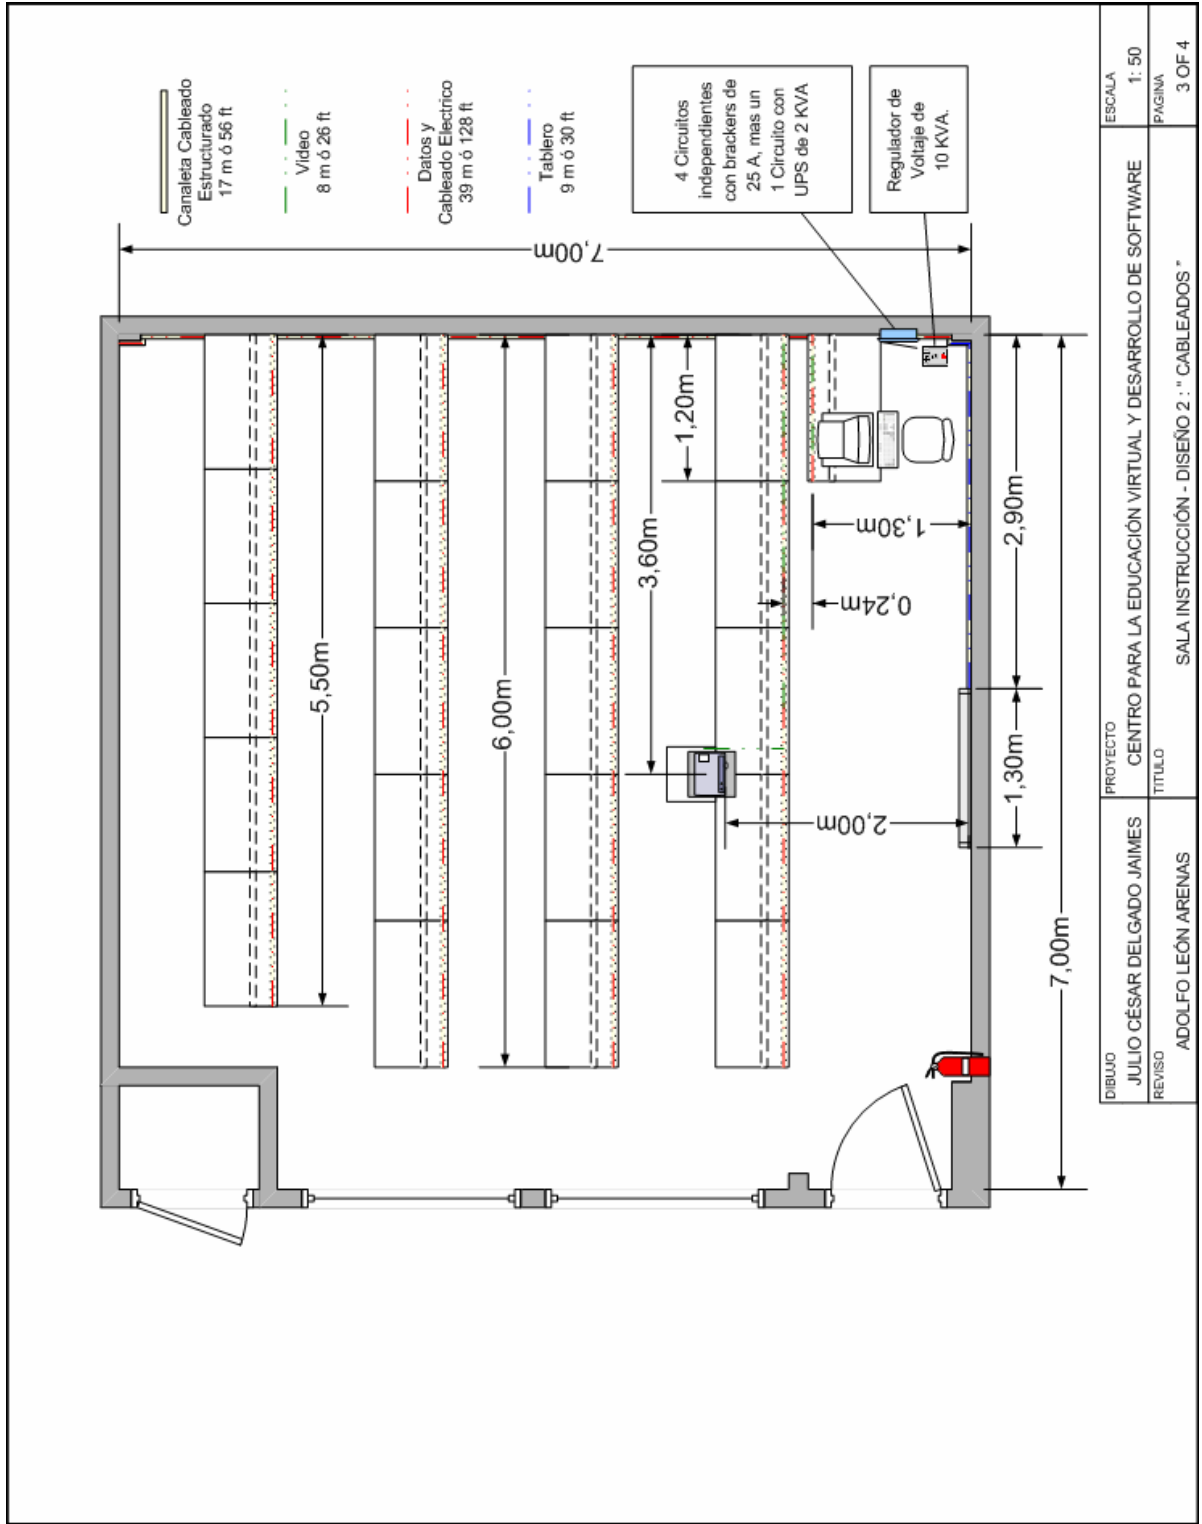 Canaleta Cableado
Estructurado
17 m ó 56 ft
Video
8 m ó 26 ft
Datos y
Cableado Electrico
39 m ó 128 ft
Tablero
9 m ó 30 ft
4 Circuitos
independientes
con brackers de
25 A, mas un
1 Circuito con
UPS de 2 KVA
Regulador de
Voltaje de
10 KVA.
7,00m
5,50m
6,00m
3,60m
1,20m
0,24m
1,30m
2,00m
2,90m
1,30m
7,00m
DIBUJO
JULIO CÉSAR DELGADO JAIMES
REVISO
ADOLFO LEÓN ARENAS
PROYECTO
CENTRO PARA LA EDUCACIÓN VIRTUAL Y DESARROLLO DE SOFTWARE
TITULO
SALA INSTRUCCIÓN - DISEÑO 2 : " CABLEADOS "
ESCALA
1: 50
PAGINA
3 OF 4